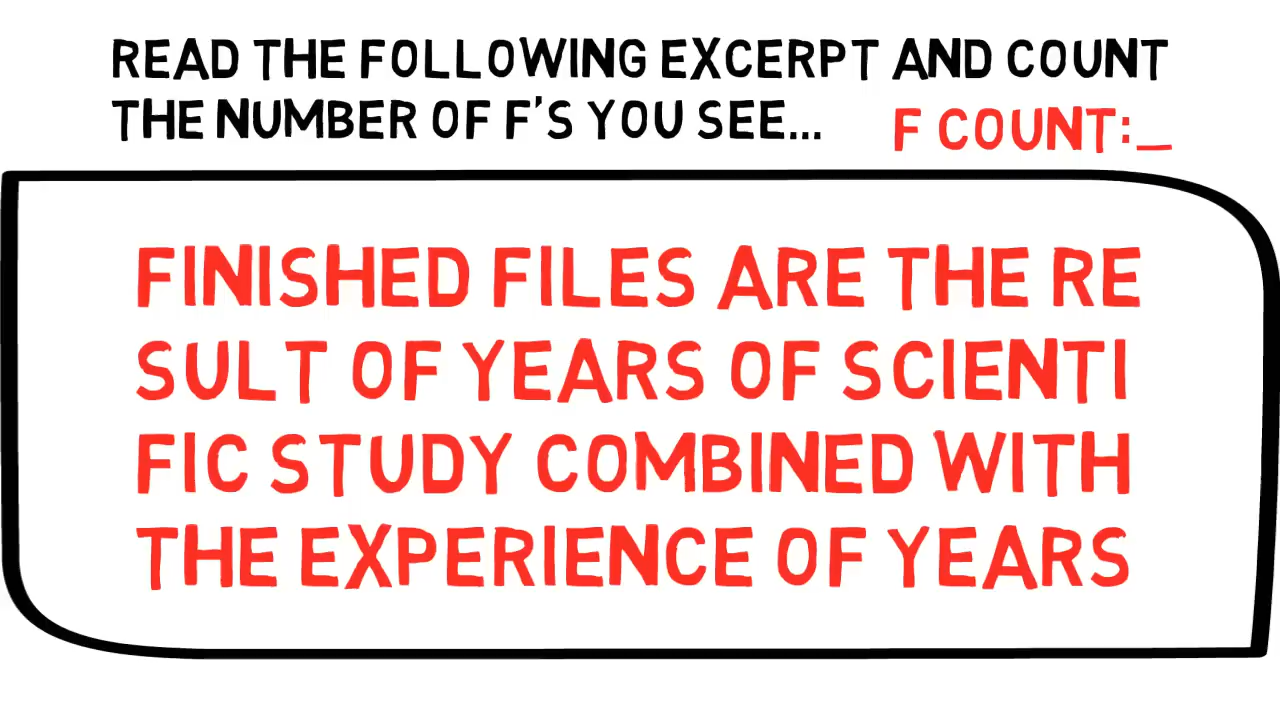 READ THE FOLLOWING EXCERPT AND COUNT
THE NUMBER OF F'S YOU SEE...
F COUNT:_
FINISHED FILES ARE THE RE
SULT OF YEARS OF SCIENTI
FIC STUDY COMBINED WITH
THE EXPERIENCE OF YEARS